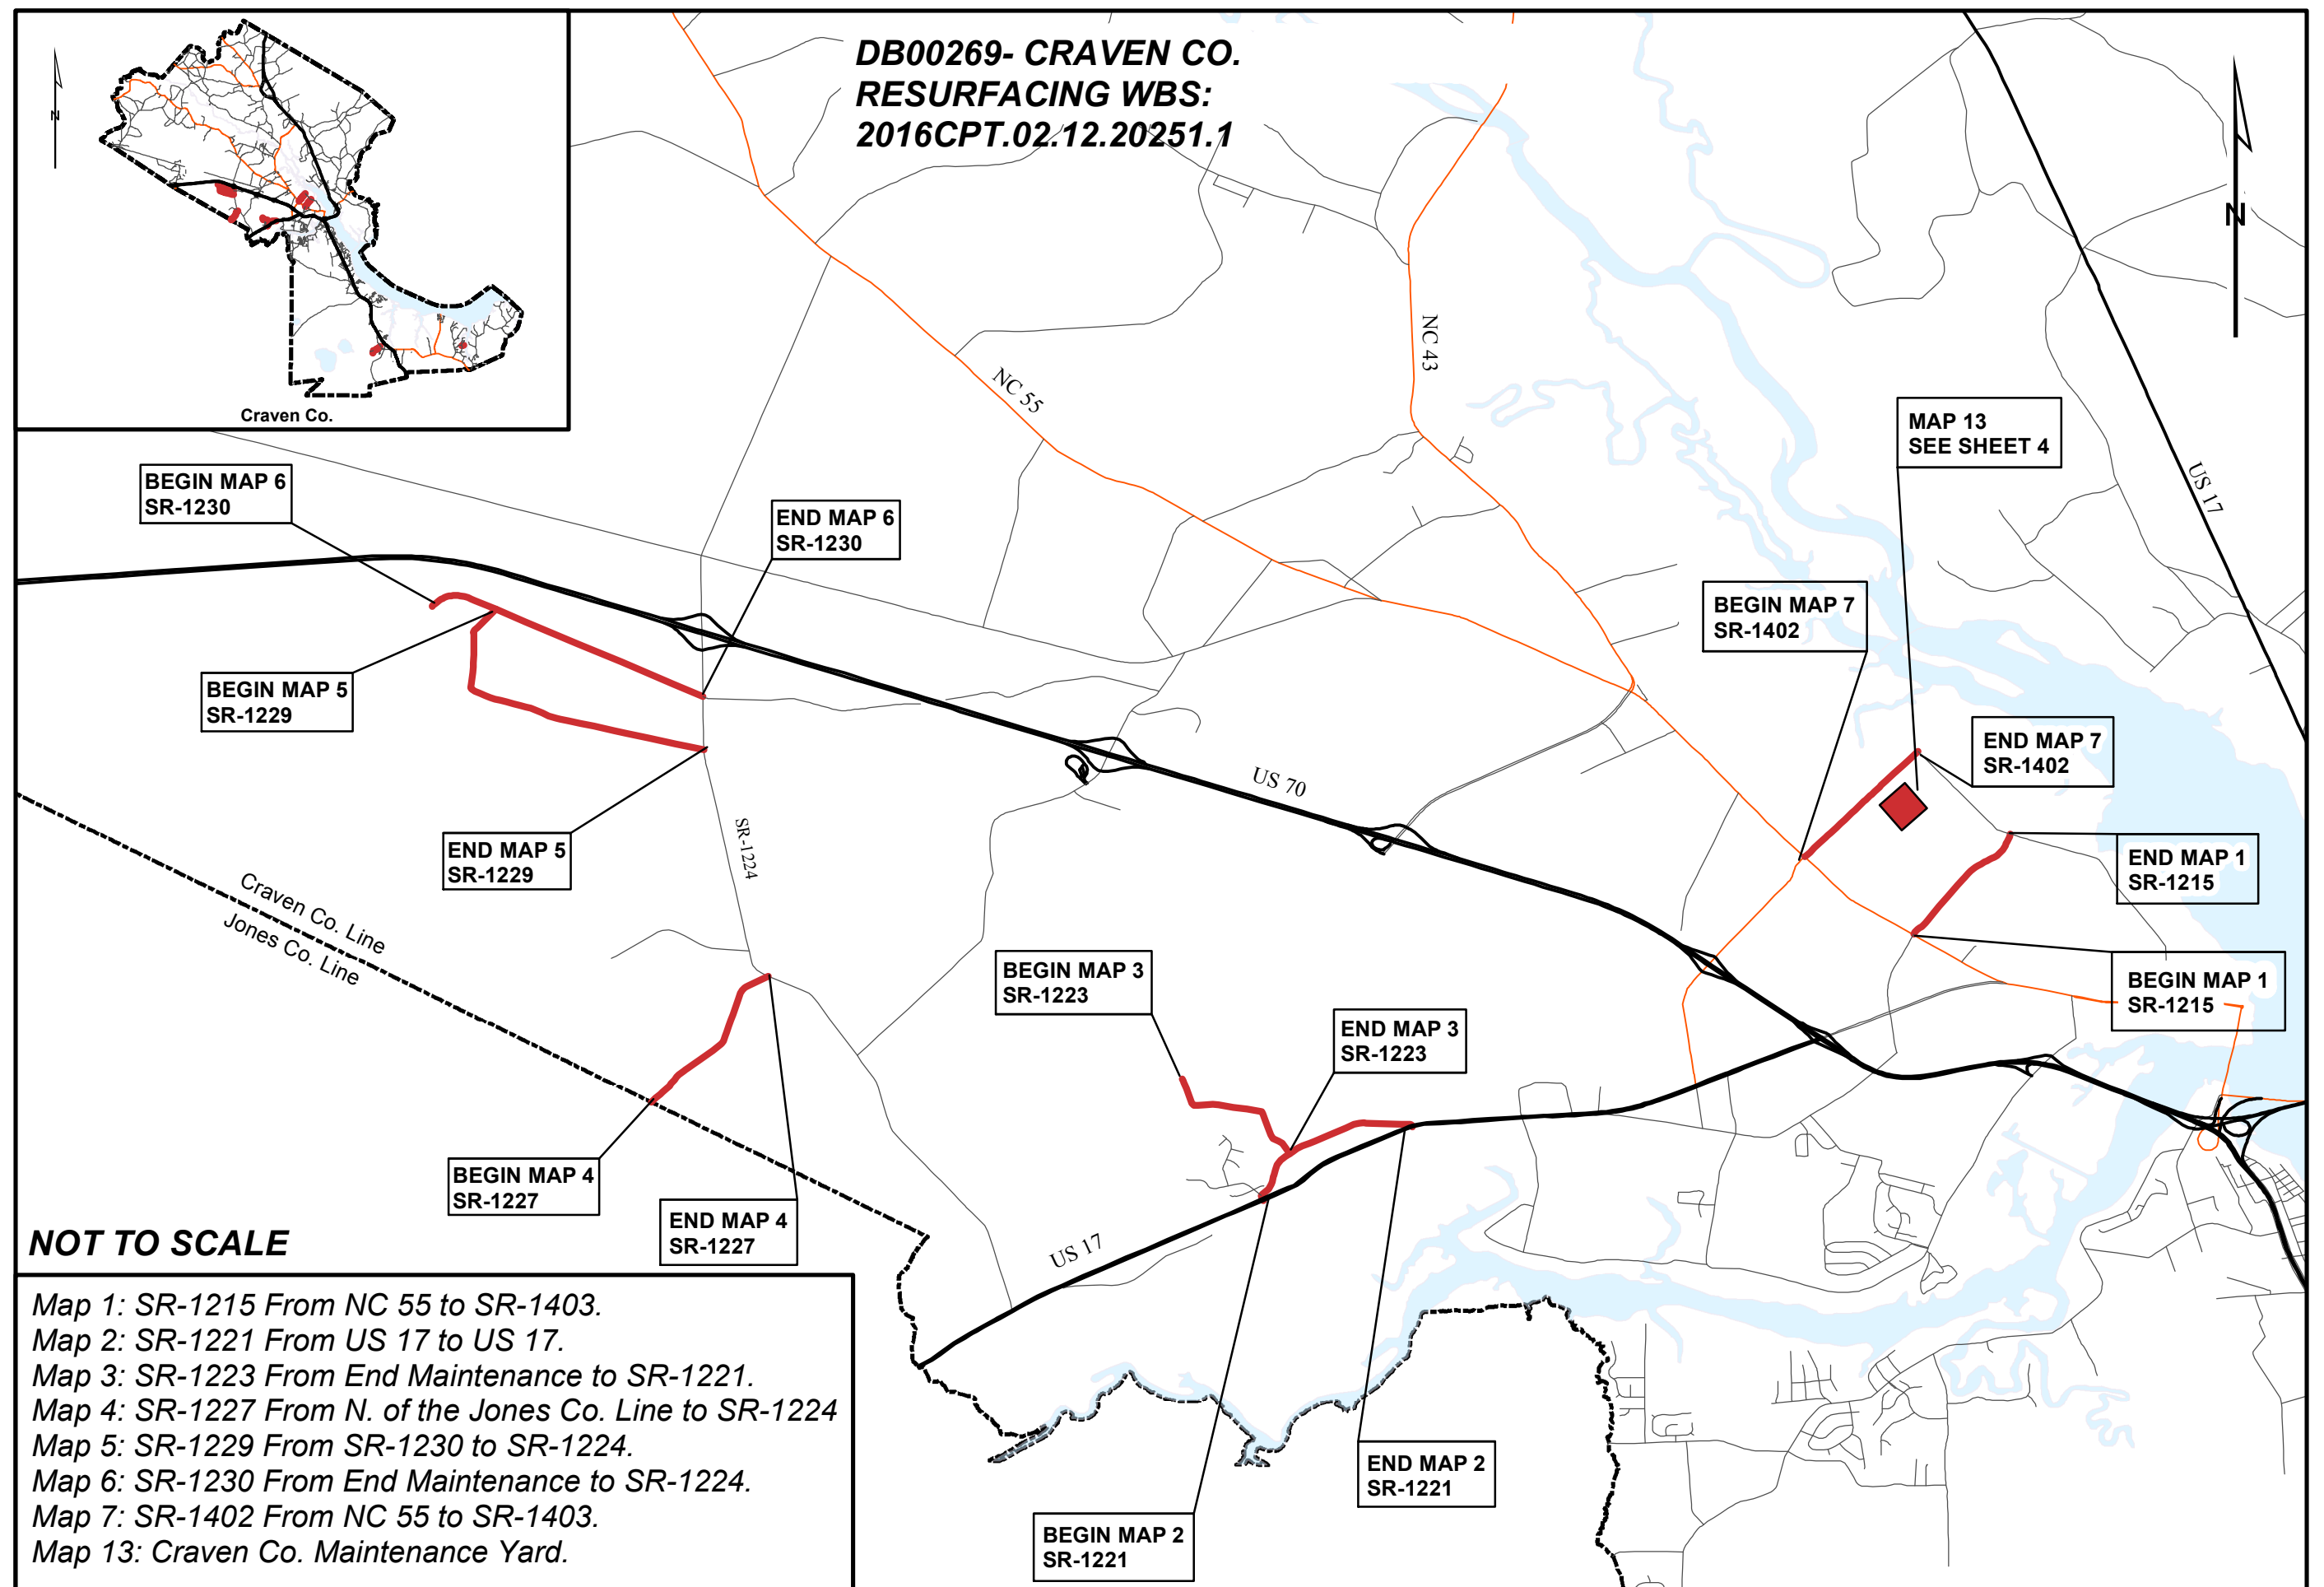 DB00269- CRAVEN CO.
RESURFACING WBS:
2016CPT.02.12.20251.1
N
Craven Co.
N
NC 55
NC 43
US 17
MAP 13
SEE SHEET 4
BEGIN MAP 6
SR-1230
END MAP 6
SR-1230
BEGIN MAP 7
SR-1402
BEGIN MAP 5
SR-1229
END MAP 7
SR-1402
US 70
SR-1224
END MAP 5
SR-1229
END MAP 1
SR-1215
Craven Co. Line
Jones Co. Line
BEGIN MAP 3
SR-1223
BEGIN MAP 1
SR-1215
END MAP 3
SR-1223
BEGIN MAP 4
SR-1227
END MAP 4
SR-1227
US 17
NOT TO SCALE
END MAP 2
SR-1221
BEGIN MAP 2
SR-1221
Map 1: SR-1215 From NC 55 to SR-1403.
Map 2: SR-1221 From US 17 to US 17.
Map 3: SR-1223 From End Maintenance to SR-1221.
Map 4: SR-1227 From N. of the Jones Co. Line to SR-1224
Map 5: SR-1229 From SR-1230 to SR-1224.
Map 6: SR-1230 From End Maintenance to SR-1224.
Map 7: SR-1402 From NC 55 to SR-1403.
Map 13: Craven Co. Maintenance Yard.